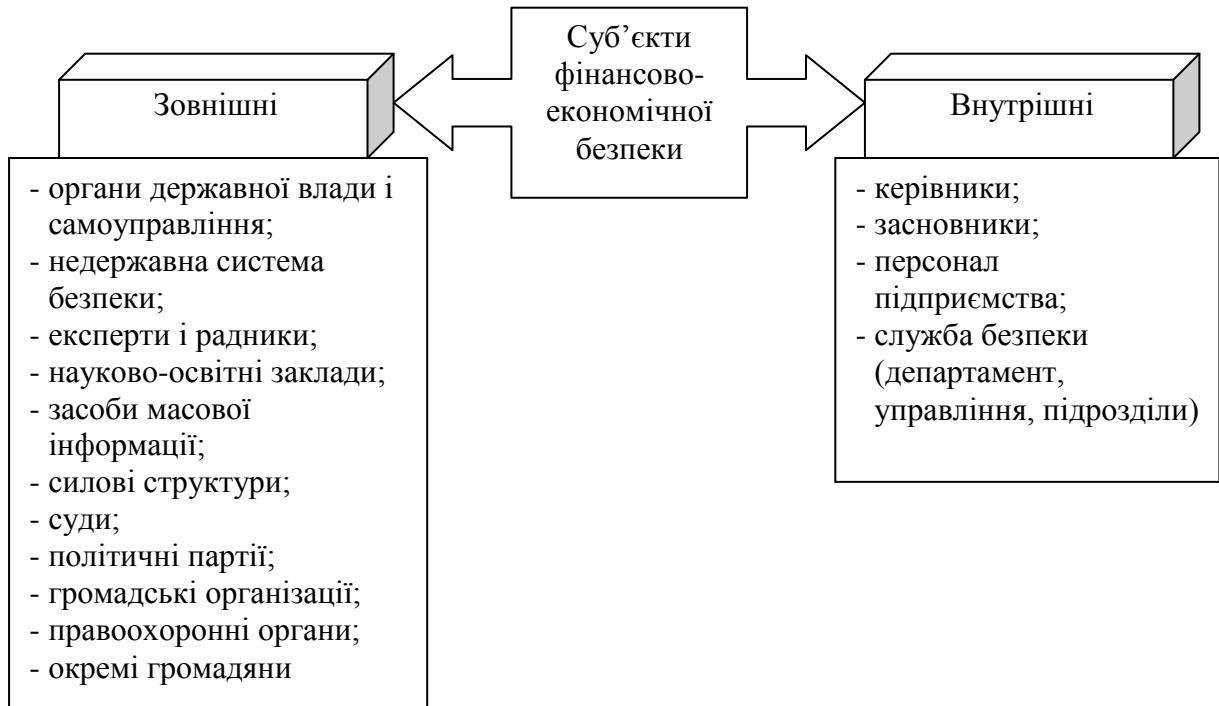 Суб’єкти
фінансово-
економічної
безпеки
Зовнішні
- органи державної влади і
самоуправління;
- недержавна система
безпеки;
- експерти і радники;
- науково-освітні заклади;
- засоби масової
інформації;
- силові структури;
- суди;
- політичні партії;
- громадські організації;
- правоохоронні органи;
- окремі громадяни
Внутрішні
- керівники;
- засновники;
- персонал
підприємства;
- служба безпеки
(департамент,
управління, підрозділи)